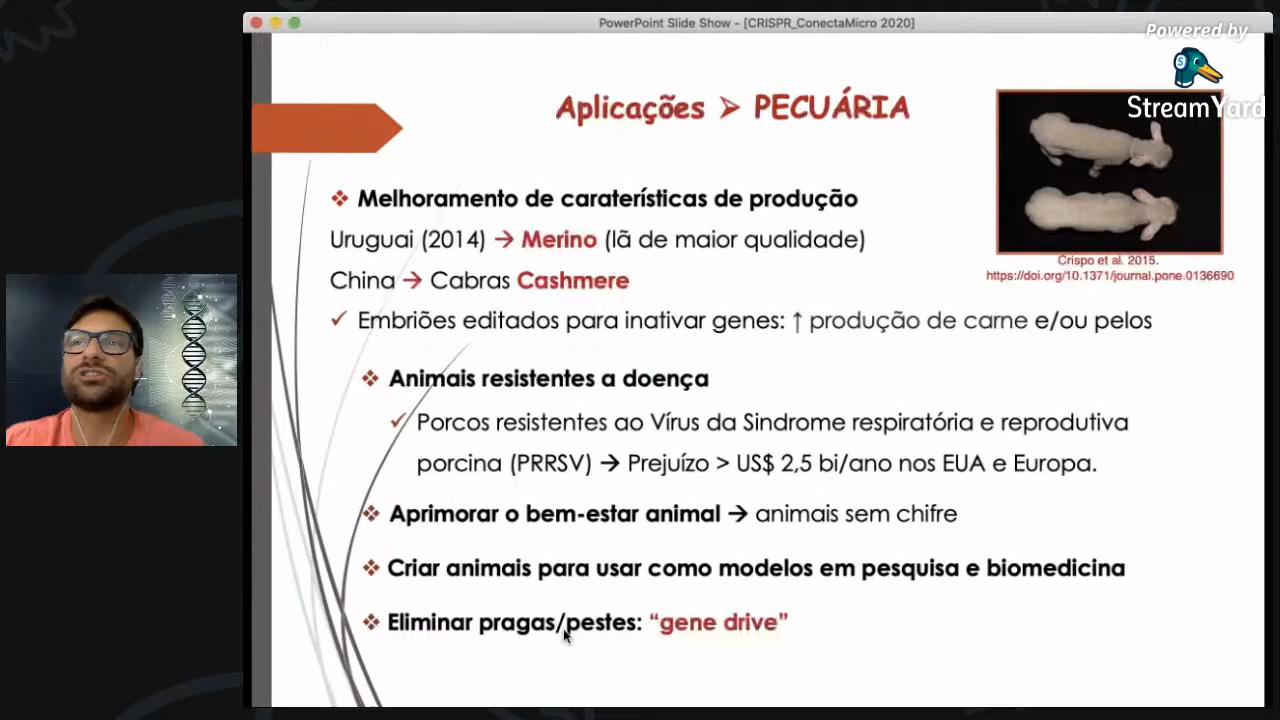 PowerPoint Slide Show - [CRISPR_ConectaMicro 2020]
Powered by
StreamYard
Aplicações ➢ PECUÁRIA
❖ Melhoramento de caraterísticas de produção
Uruguai (2014) → Merino (lã de maior qualidade)
China → Cabras Cashmere
✓ Embriões editados para inativar genes: ↑ produção de carne e/ou pelos
Crispo et al. 2015.
https://doi.org/10.1371/journal.pone.0136690
❖ Animais resistentes a doença
✓ Porcos resistentes ao Vírus da Sindrome respiratória e reprodutiva
porcina (PRRSV) → Prejuízo > US$ 2,5 bi/ano nos EUA e Europa.
❖ Aprimorar o bem-estar animal → animais sem chifre
❖ Criar animais para usar como modelos em pesquisa e biomedicina
❖ Eliminar pragas/pestes: “gene drive”